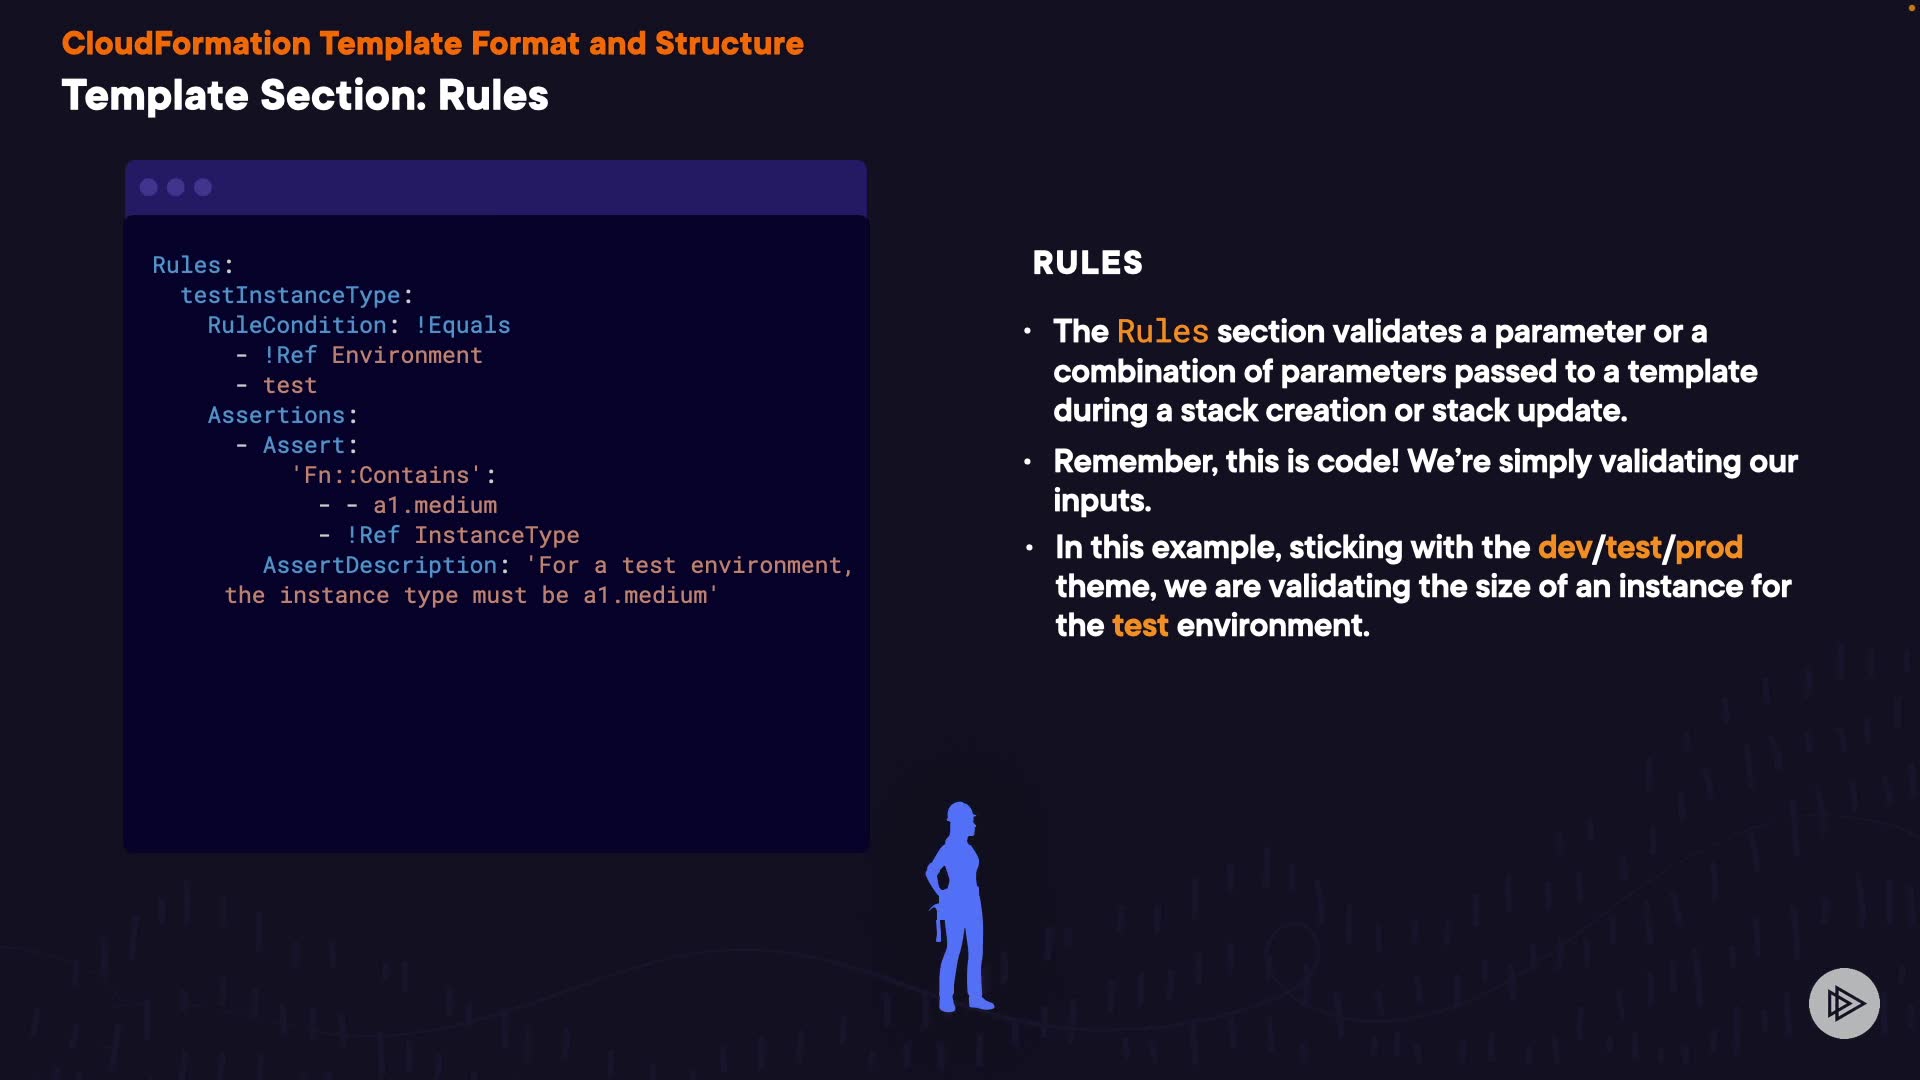 CloudFormation Template Format and Structure
Template Section: Rules
Rules:
  testInstanceType:
    RuleCondition: !Equals
      - !Ref Environment
      - test
    Assertions:
      - Assert:
          'Fn::Contains':
            - - a1.medium
            - !Ref InstanceType
        AssertDescription: 'For a test environment,
     the instance type must be a1.medium'
RULES
· The Rules section validates a parameter or a
combination of parameters passed to a template
during a stack creation or stack update.
· Remember, this is code! We’re simply validating our
inputs.
· In this example, sticking with the dev/test/prod
theme, we are validating the size of an instance for
the test environment.